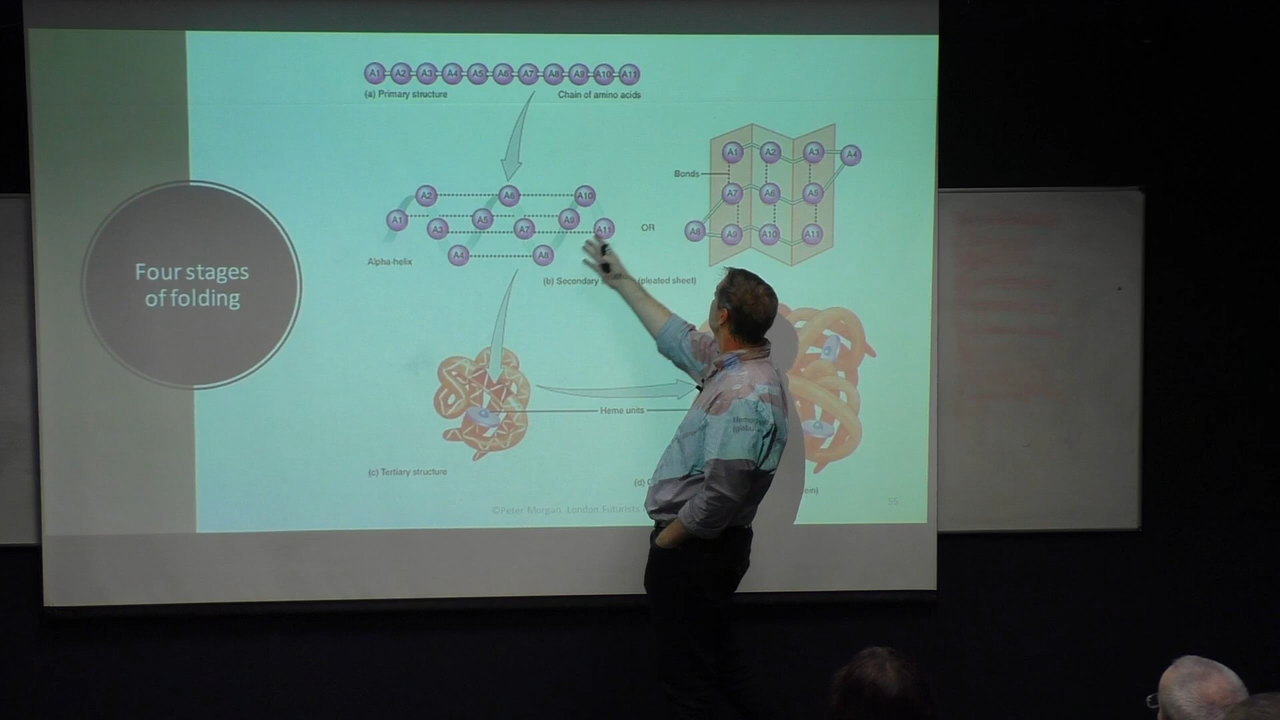 A1 A2 A3 A4 A5 A6 A7 A8 A9 A10 A11
(a) Primary structure
Chain of amino acids
Four stages
of folding
A2 A6 A10
A1 A5 A9
A3 A7 A11
A4 A8
Alpha-helix
OR
Bonds
A1 A2 A3 A4
A7 A6 A5
A8 A9 A10 A11
(b) Secondary (pleated sheet)
Heme units
(c) Tertiary structure
(d)
©Peter Morgan London Futurists
55